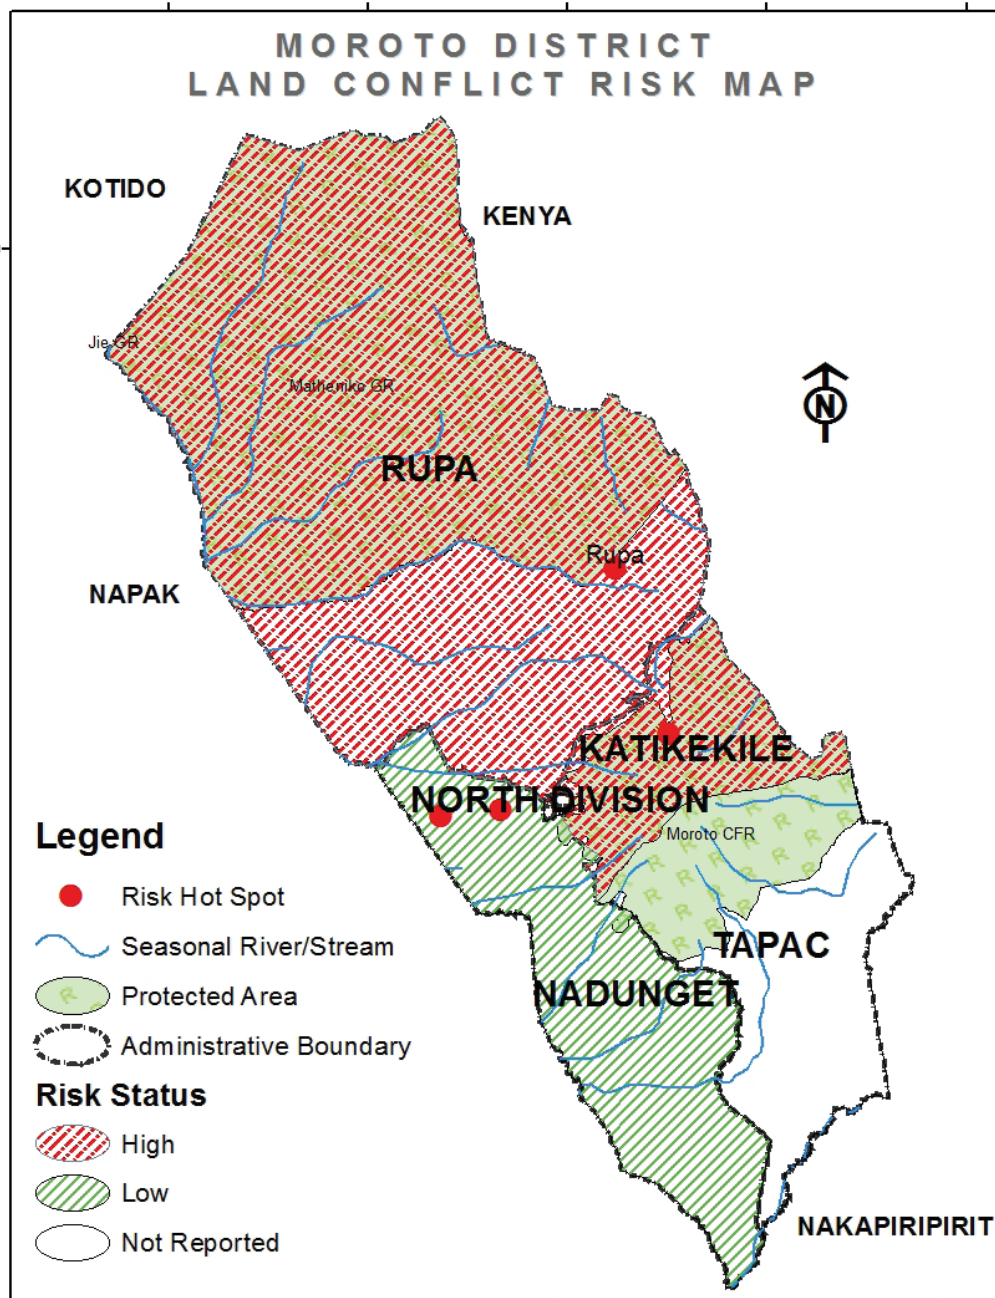 MOROTO DISTRICT
LAND CONFLICT RISK MAP
KOTIDO
KENYA
Jie GR
Matheniko GR
N
RUPA
Rupa
NAPAK
KATIKEKILE
NORTH DIVISION
Moroto CFR
TAPAC
NADUNGET
NAKAPIRIPIRIT
Legend
Risk Hot Spot
Seasonal River/Stream
R
Protected Area
Administrative Boundary
Risk Status
High
Low
Not Reported